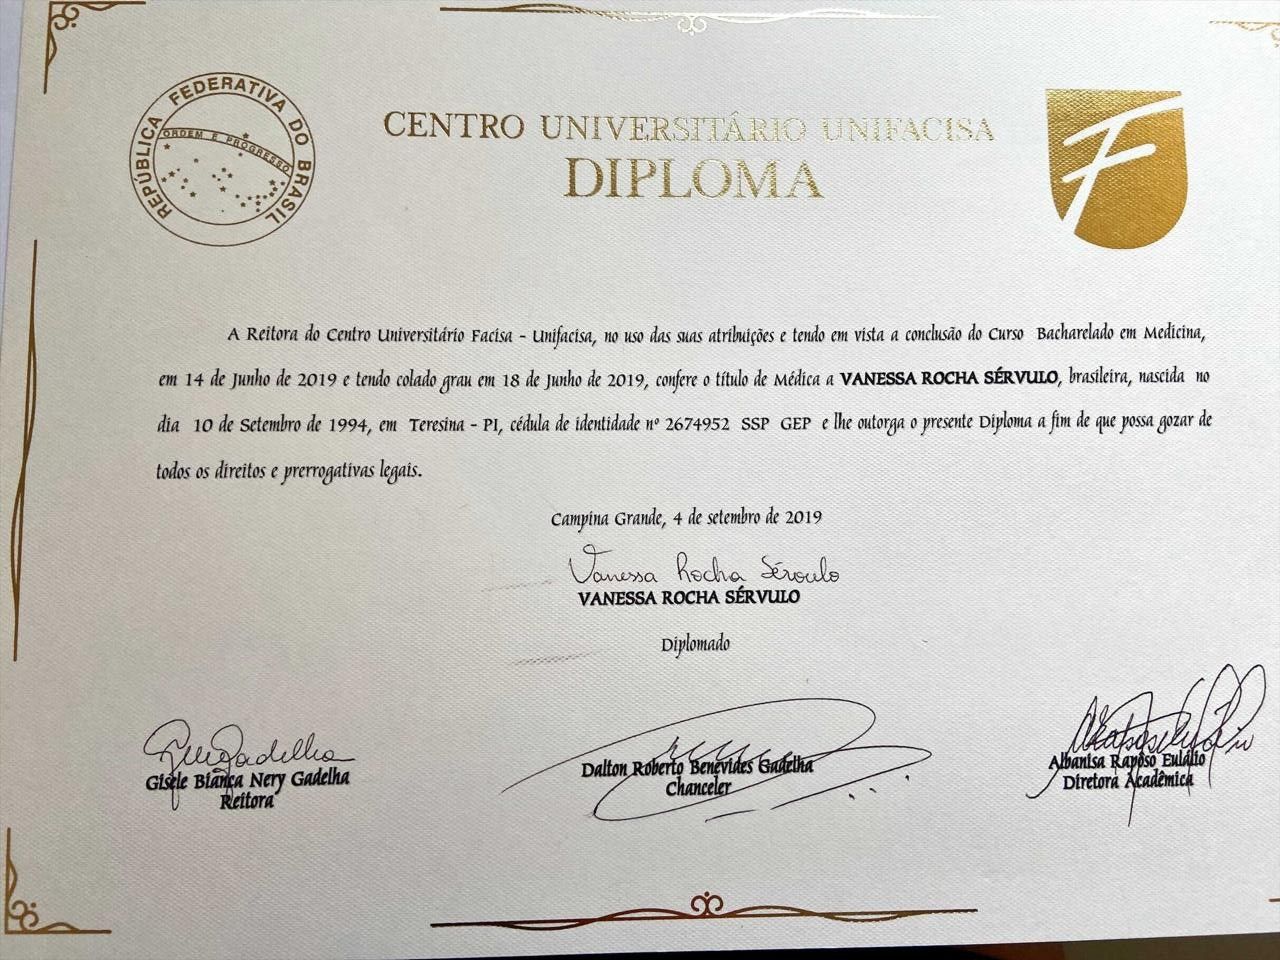 REPÚBLICA FEDERATIVA DO BRASIL
ORDEM E PROGRESSO
CENTRO UNIVERSITÁRIO UNIFACISA
DIPLOMA
F
A Reitora do Centro Universitário Facisa - Unifacisa, no uso das suas atribuições e tendo em vista a conclusão do Curso Bacharelado em Medicina,
em 14 de Junho de 2019 e tendo colado grau em 18 de Junho de 2019, confere o título de Médica a VANESSA ROCHA SÉRVULO, brasileira, nascida no
dia 10 de Setembro de 1994, em Teresina - PI, cédula de identidade nº 2674952 SSP GEP e lhe outorga o presente Diploma a fim de que possa gozar de
todos os direitos e prerrogativas legais.
Campina Grande, 4 de setembro de 2019
Vanessa Rocha Sérvulo
VANESSA ROCHA SÉRVULO
Diplomado
Gisele Bianca Nery Gadelha
Reitora
Dalton Roberto Benevides Gadelha
Chanceler
Albanisa Raposo Eulálio
Diretora Acadêmica